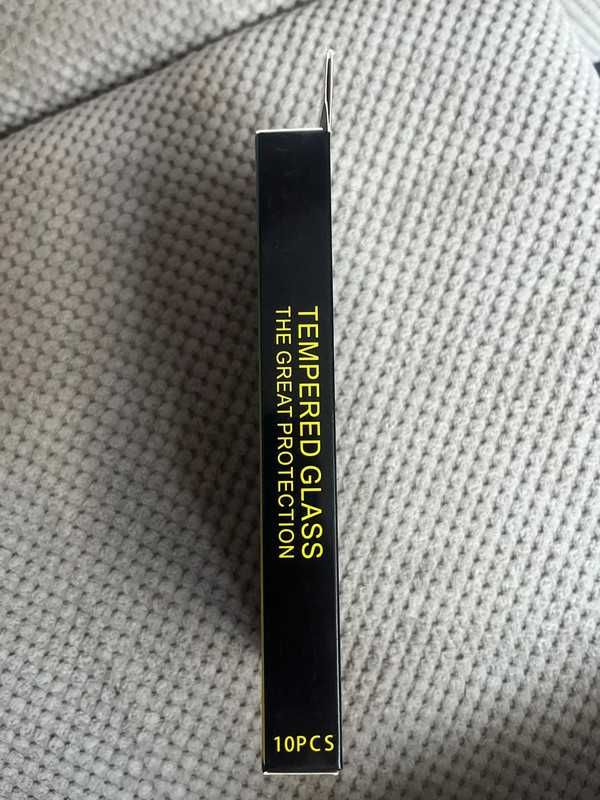 TEMPERED GLASS
THE GREAT PROTECTION
10PCS